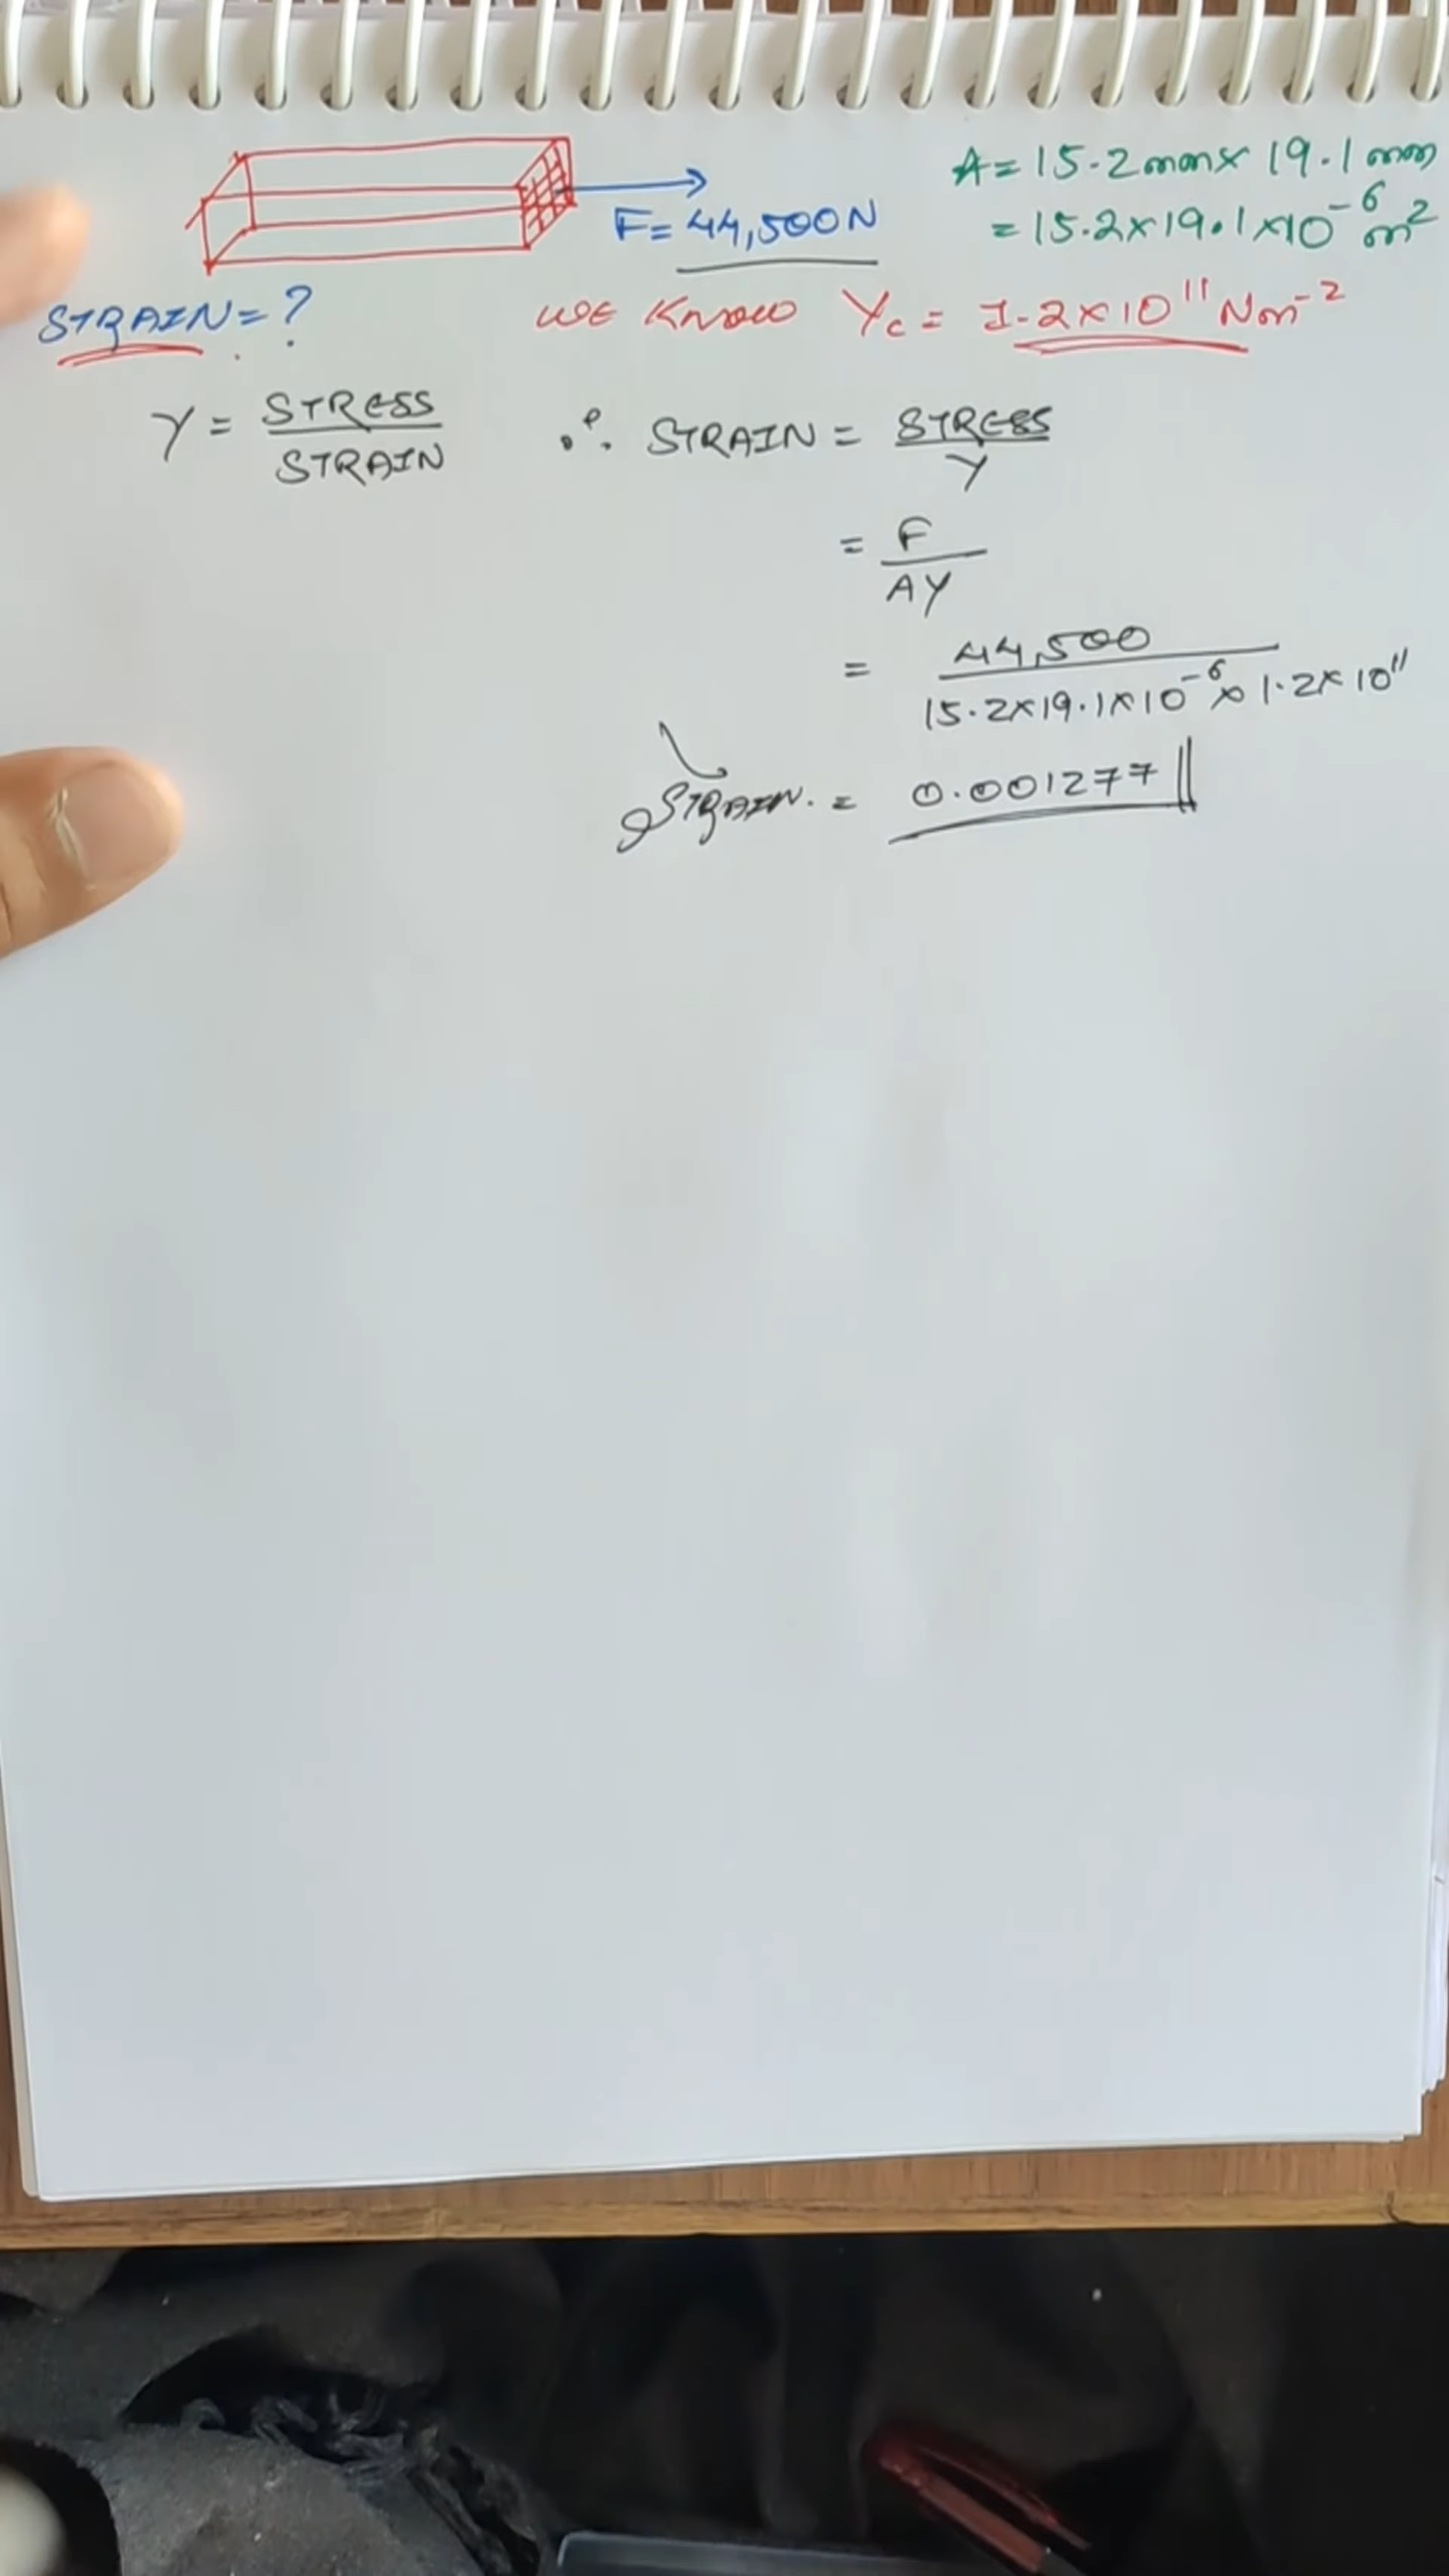 A = 15.2mm × 19.1mm
F = 44,500N
= 15.2×19.1×10⁻⁶ m²
STRAIN = ?
WE KNOW Yc = 1.2×10¹¹ Nm⁻²
Y = STRESS / STRAIN ∴ STRAIN = STRESS / Y
= F / AY
= 44,500 / 15.2×19.1×10⁻⁶ × 1.2×10¹¹
STRAIN. = 0.001277